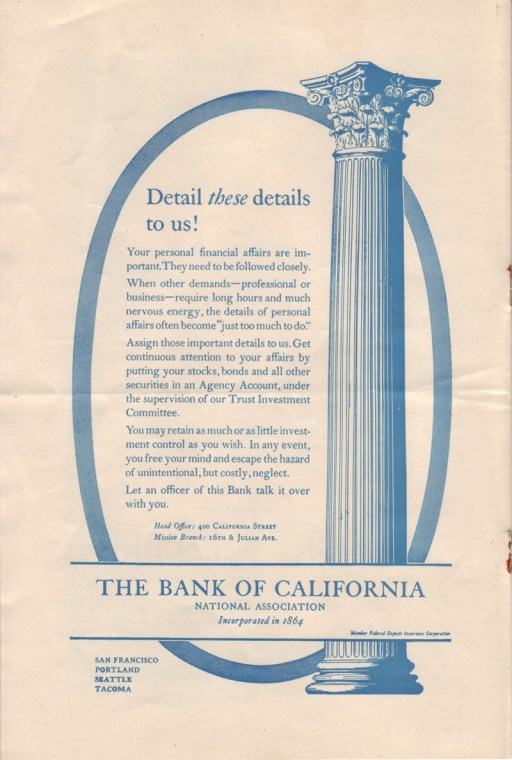 Detail these details
to us!
Your personal financial affairs are im-
portant. They need to be followed closely.
When other demands—professional or
business—require long hours and much
nervous energy, the details of personal
affairs often become "just too much to do."
Assign those important details to us. Get
continuous attention to your affairs by
putting your stocks, bonds and all other
securities in an Agency Account, under
the supervision of our Trust Investment
Committee.
You may retain as much or as little invest-
ment control as you wish. In any event,
you free your mind and escape the hazard
of unintentional, but costly, neglect.
Let an officer of this Bank talk it over
with you.
Head Office: 400 California Street
Mission Branch: 16th & Julian Ave.
THE BANK OF CALIFORNIA
NATIONAL ASSOCIATION
Incorporated in 1864
Member Federal Deposit Insurance Corporation
SAN FRANCISCO
PORTLAND
SEATTLE
TACOMA